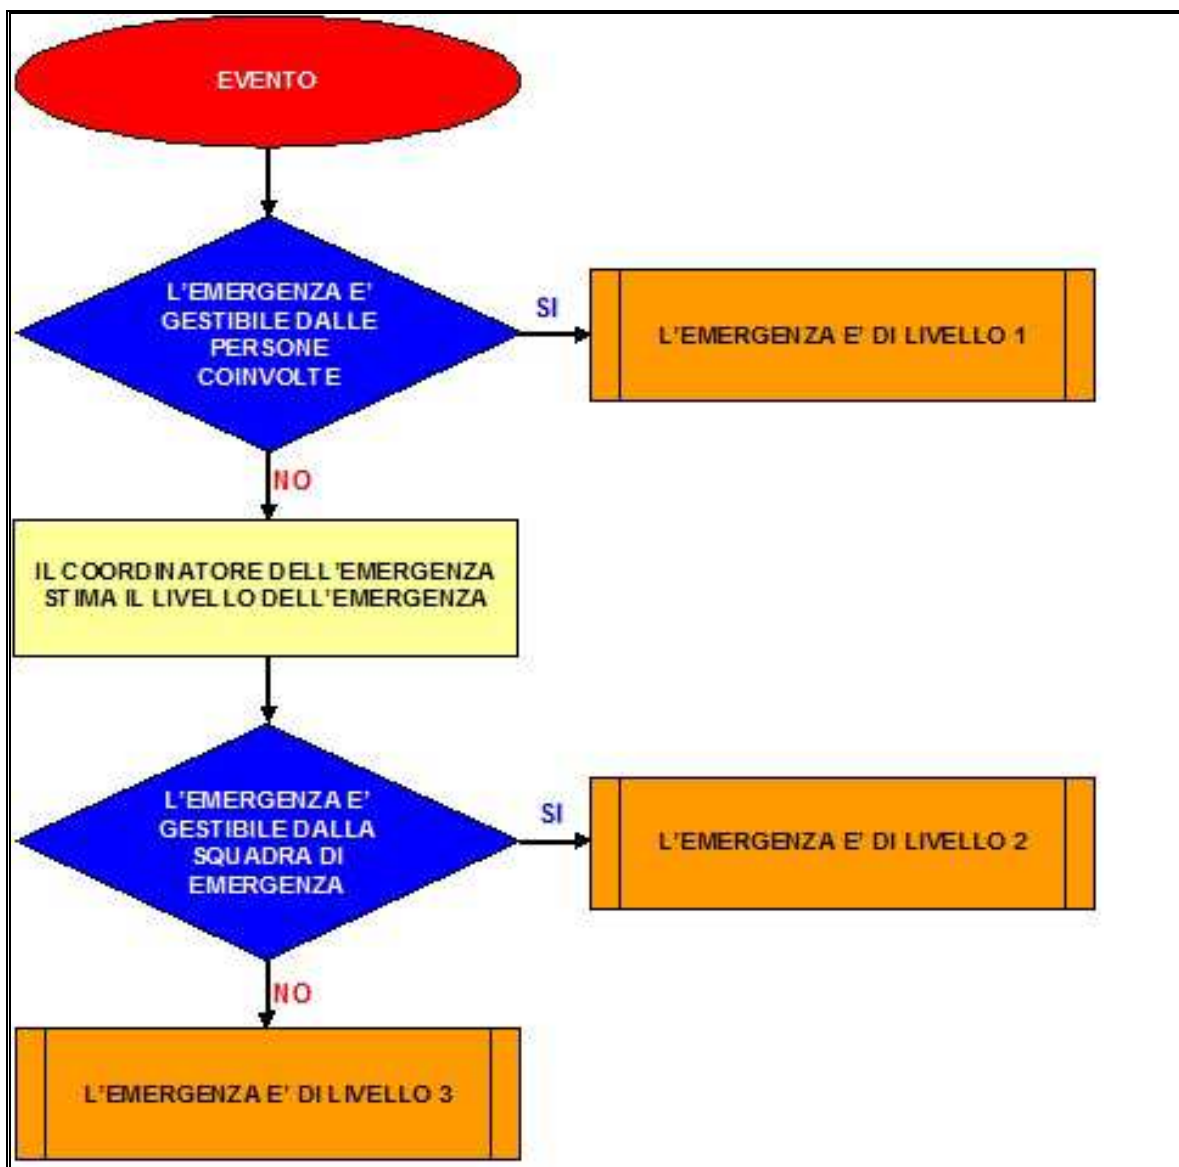 EVENTO
L'EMERGENZA E'
GESTIBILE DALLE
PERSONE
COINVOLTE
SI
L'EMERGENZA E' DI LIVELLO 1
NO
IL COORDINATORE DELL'EMERGENZA
STIMA IL LIVELLO DELL'EMERGENZA
L'EMERGENZA E'
GESTIBILE DALLA
SQUADRA DI
EMERGENZA
SI
L'EMERGENZA E' DI LIVELLO 2
NO
L'EMERGENZA E' DI LIVELLO 3